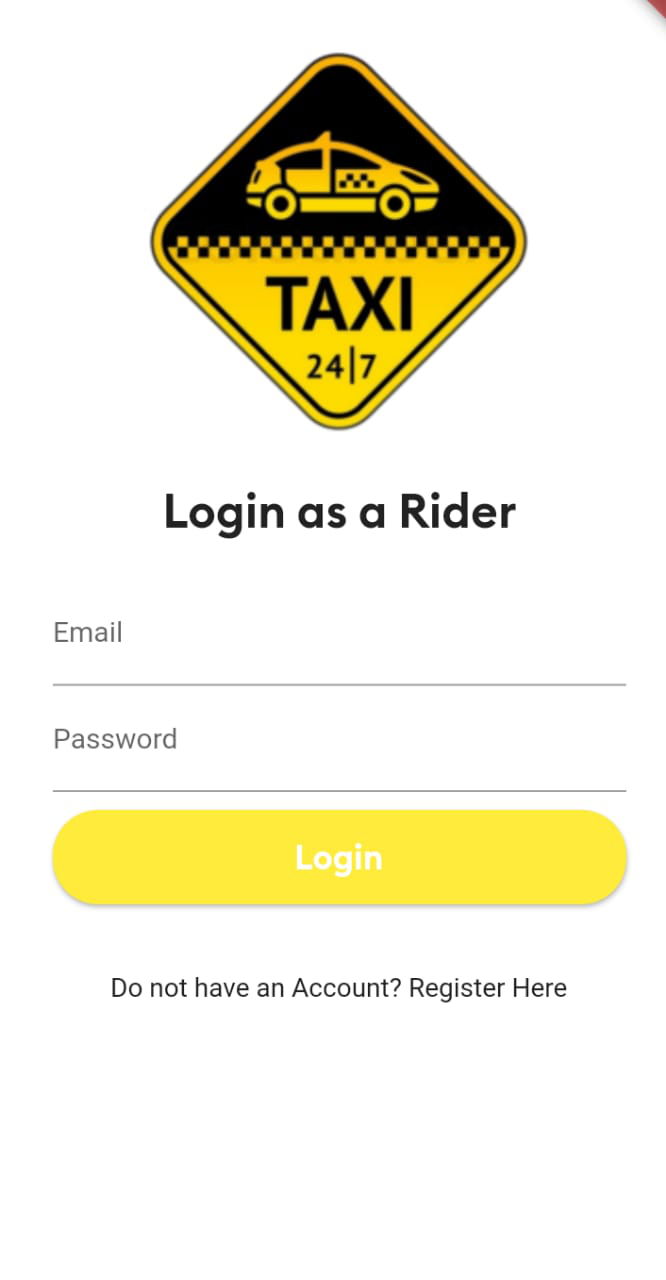 TAXI
24|7
Login as a Rider
Email
Password
Login
Do not have an Account? Register Here